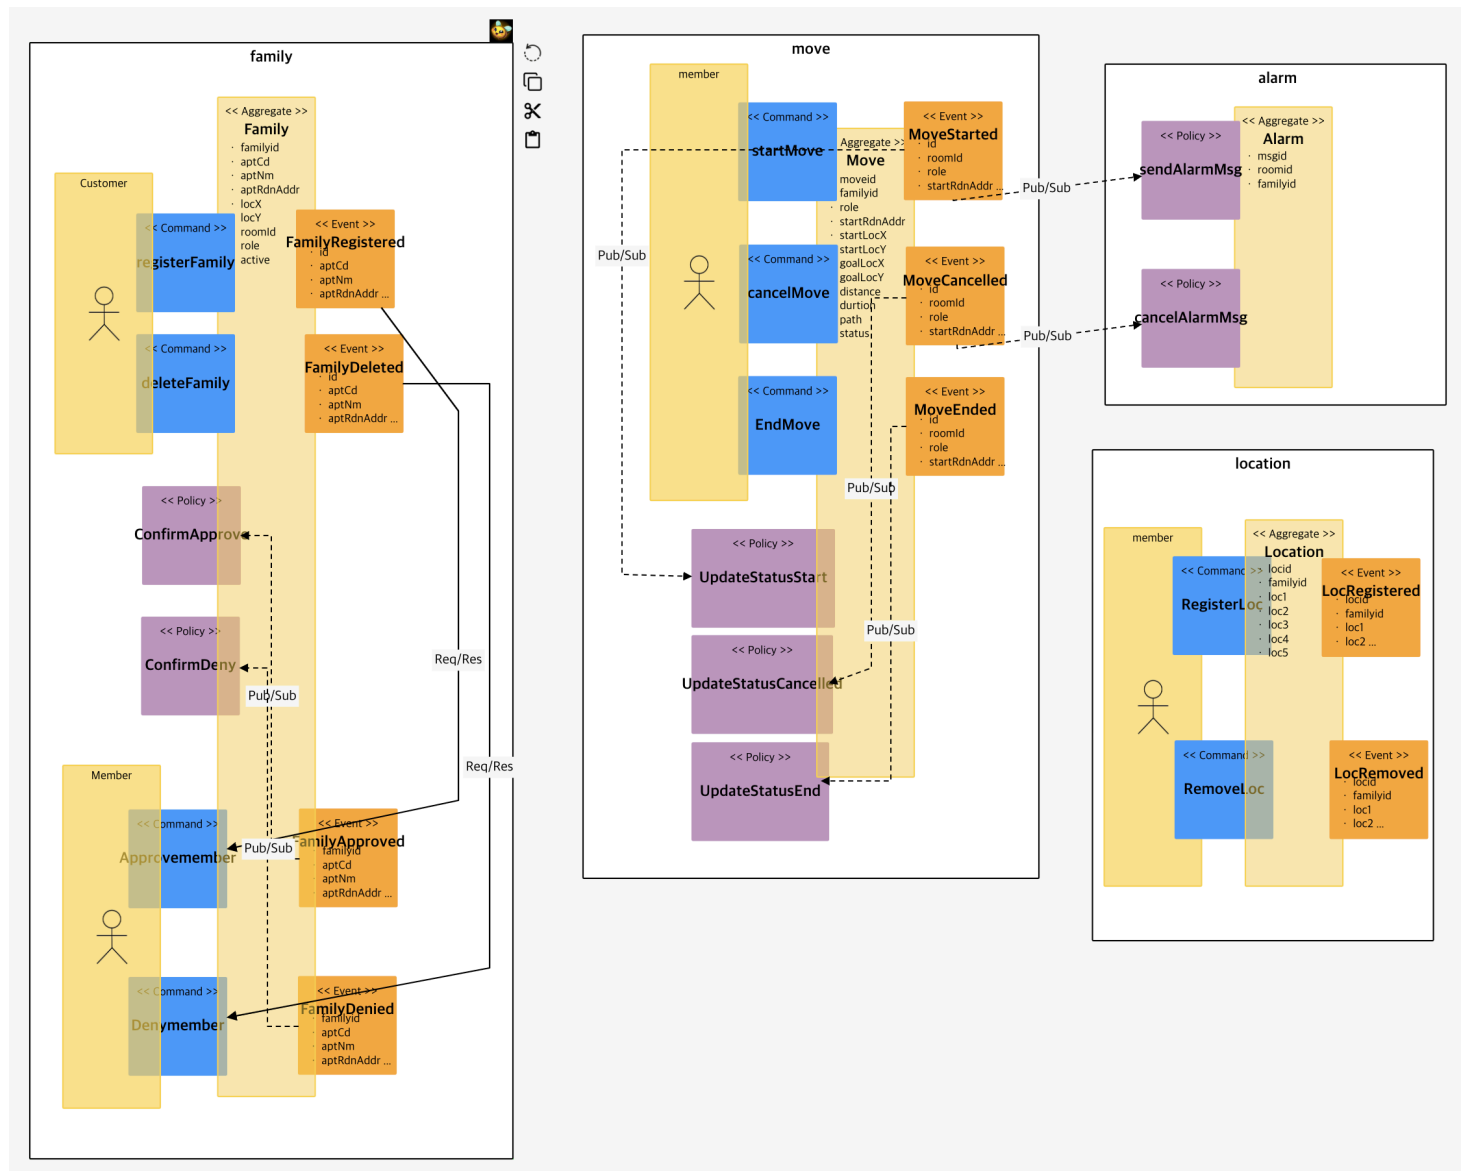 family
<< Aggregate >>
Family
· familyid
· aptCd
· aptNm
· aptRdnAddr
· locX
locY
roomId
role
active
Customer
<< Command >>
registerFamily
<< Event >>
FamilyRegistered
· id
· aptCd
· aptNm
· aptRdnAddr ...
<< Command >>
deleteFamily
<< Event >>
FamilyDeleted
· id
· aptCd
· aptNm
· aptRdnAddr ...
<< Policy >>
ConfirmApprove
<< Policy >>
ConfirmDeny
Pub/Sub
Req/Res
Req/Res
Member
<< Command >>
Approvemember
Pub/Sub
<< Event >>
FamilyApproved
· familyid
· aptCd
· aptNm
· aptRdnAddr ...
<< Command >>
Denymember
<< Event >>
FamilyDenied
· familyid
· aptCd
· aptNm
· aptRdnAddr ...
move
member
<< Command >>
startMove
Aggregate >>
Move
moveid
familyid
· role
· startRdnAddr
· startLocX
startLocY
goalLocX
goalLocY
distance
durtion
path
status
<< Event >>
MoveStarted
· id
· roomId
· role
· startRdnAddr ...
Pub/Sub
Pub/Sub
<< Command >>
cancelMove
<< Event >>
MoveCancelled
· id
· roomId
· role
· startRdnAddr ...
Pub/Sub
<< Command >>
EndMove
<< Event >>
MoveEnded
· id
· roomId
· role
· startRdnAddr ...
Pub/Sub
<< Policy >>
UpdateStatusStart
Pub/Sub
<< Policy >>
UpdateStatusCancelled
<< Policy >>
UpdateStatusEnd
alarm
<< Policy >>
sendAlarmMsg
<< Aggregate >>
Alarm
· msgid
· roomid
· familyid
<< Policy >>
cancelAlarmMsg
location
member
<< Aggregate >>
Location
· locid
· familyid
· loc1
· loc2
· loc3
· loc4
· loc5
<< Command >>
RegisterLoc
<< Event >>
LocRegistered
· locid
· familyid
· loc1
· loc2 ...
<< Command >>
RemoveLoc
<< Event >>
LocRemoved
· locid
· familyid
· loc1
· loc2 ...